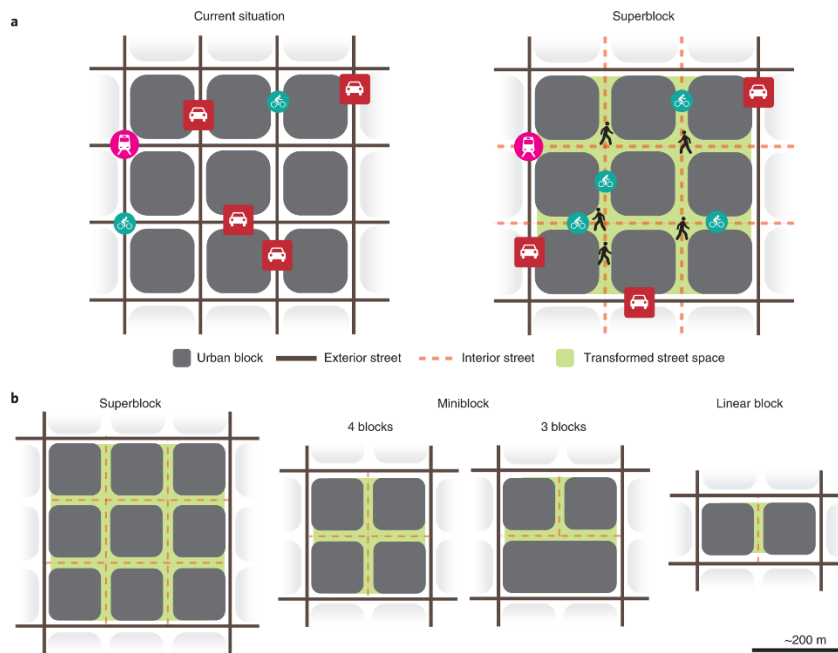 a
Current situation
Superblock
Urban block
Exterior street
Interior street
Transformed street space
b
Superblock
Miniblock
Linear block
4 blocks
3 blocks
~200 m